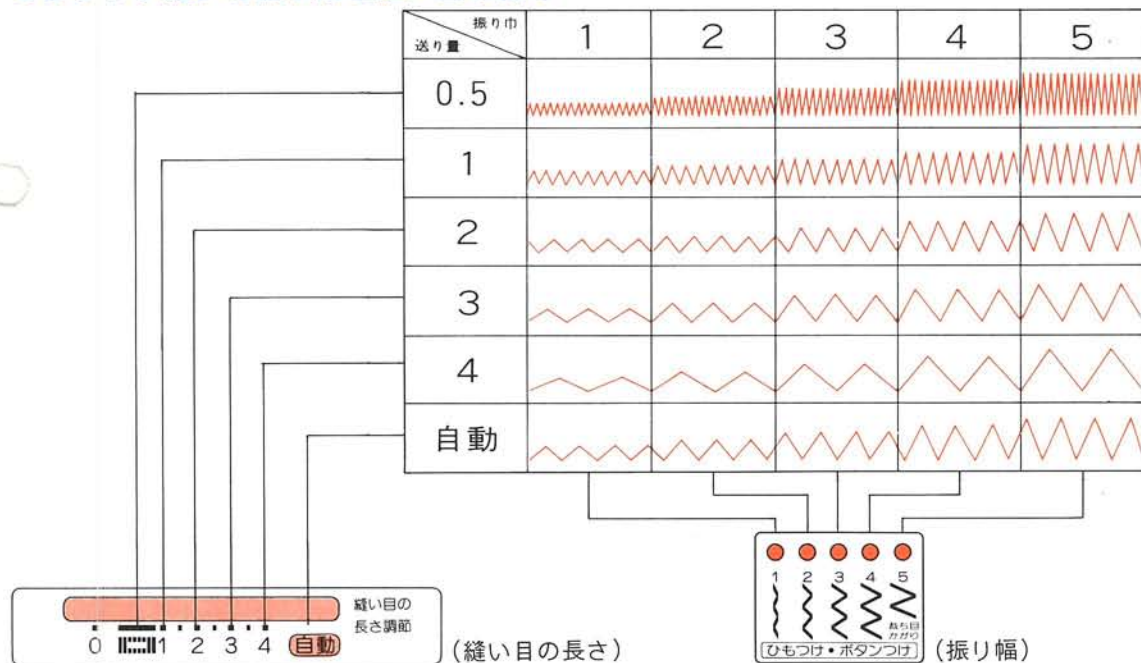 振り巾
送り量
1 2 3 4 5
0.5
1
2
3
4
自動
縫い目の
長さ調節
0 1 2 3 4 自動
(縫い目の長さ)
1 2 3 4 5
たち目
かがり
ひもつけ・ボタンつけ
(振り幅)